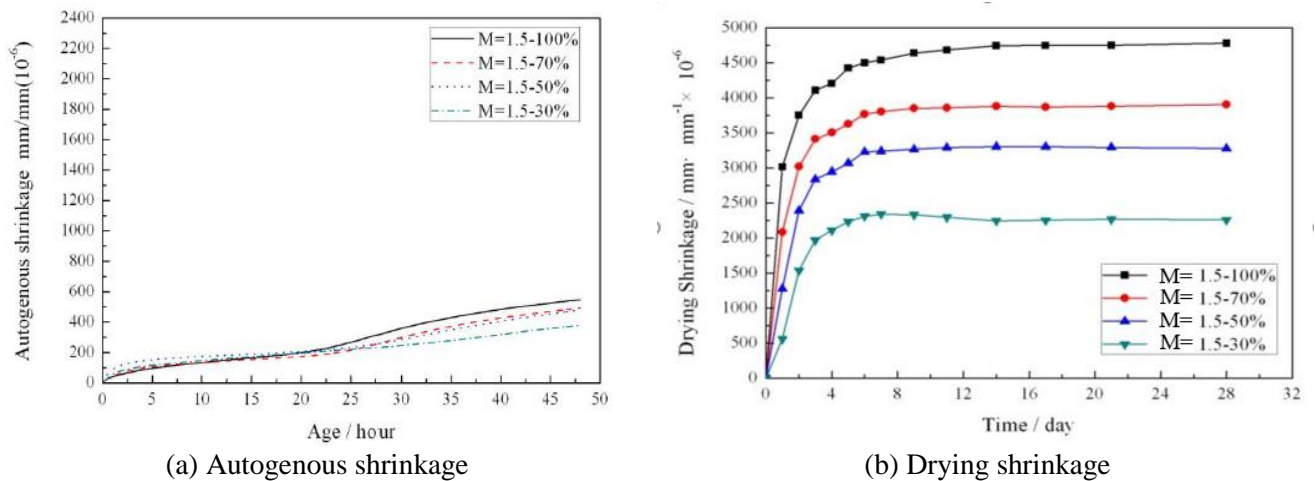 2400
2200
2000
1800
1600
1400
1200
1000
800
600
400
200
0
Autogenous shrinkage mm/mm(10⁻⁶)
M=1.5-100%
M=1.5-70%
M=1.5-50%
M=1.5-30%
0 5 10 15 20 25 30 35 40 45 50
Age / hour
(a) Autogenous shrinkage
5000
4500
4000
3500
3000
2500
2000
1500
1000
500
0
Drying Shrinkage / mm· mm⁻¹× 10⁻⁶
M= 1.5-100%
M= 1.5-70%
M= 1.5-50%
M= 1.5-30%
0 4 8 12 16 20 24 28 32
Time / day
(b) Drying shrinkage